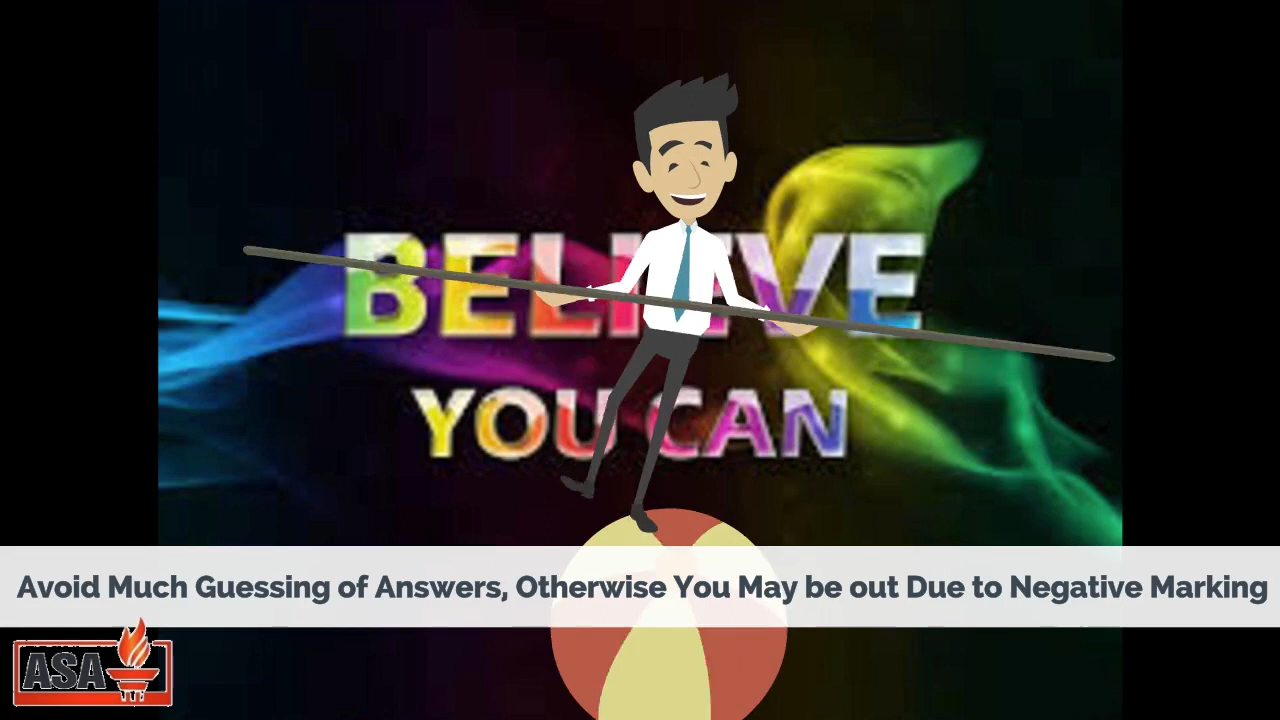 BELIEVE
YOU CAN
Avoid Much Guessing of Answers, Otherwise You May be out Due to Negative Marking
ASA